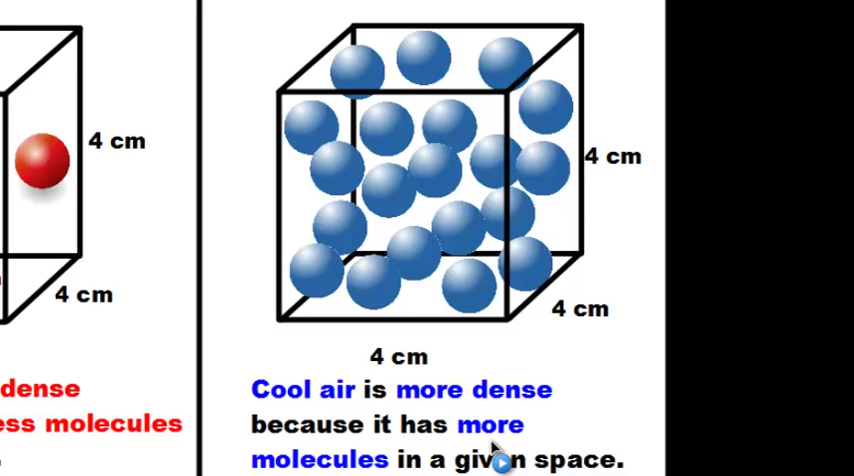 4 cm
4 cm
dense
ess molecules
.
4 cm
4 cm
4 cm
Cool air is more dense
because it has more
molecules in a given space.